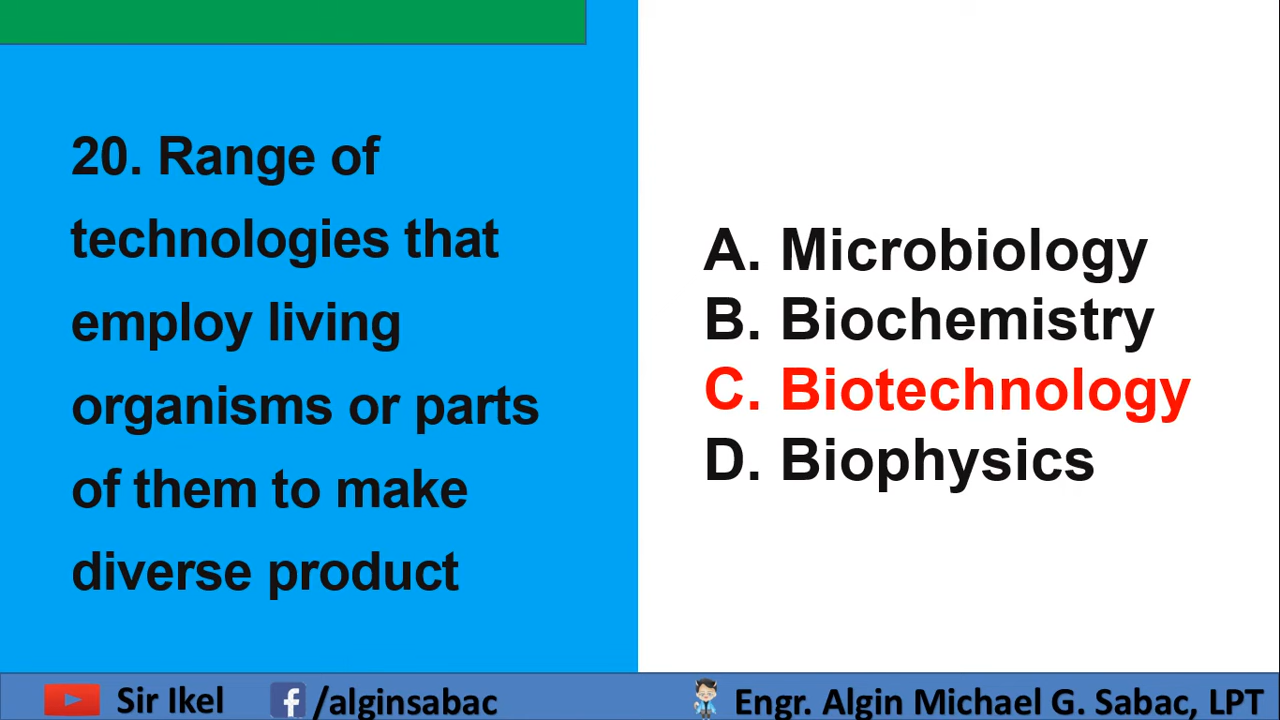 20. Range of
technologies that
employ living
organisms or parts
of them to make
diverse product
A. Microbiology
B. Biochemistry
C. Biotechnology
D. Biophysics
Sir Ikel
/alginsabac
Engr. Algin Michael G. Sabac, LPT